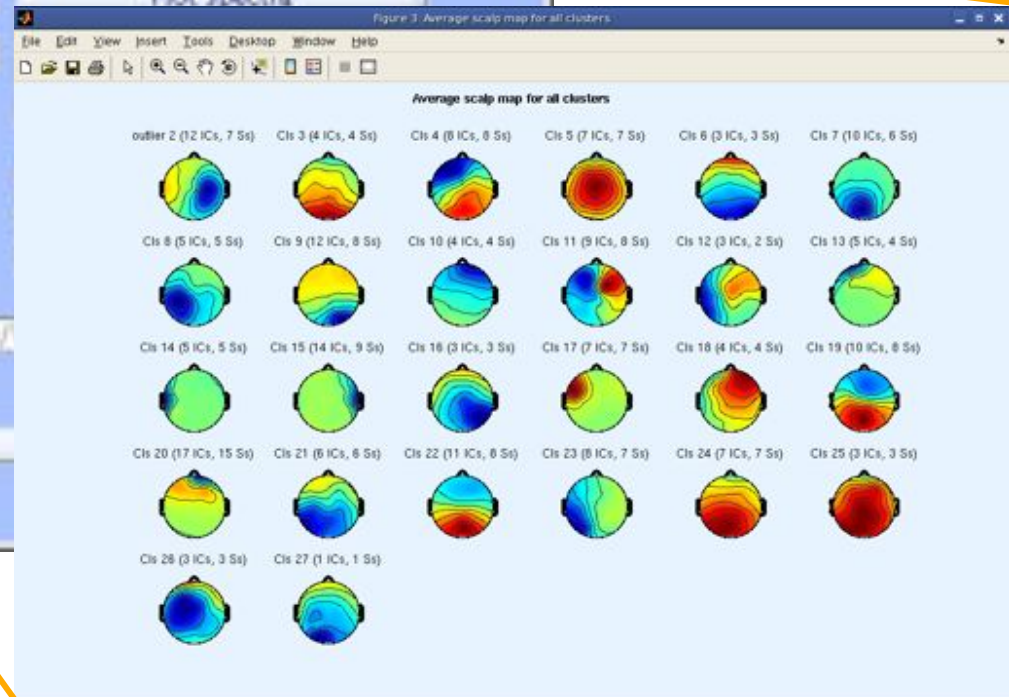 Figure 3: Average scalp map for all clusters
File Edit View Insert Tools Desktop Window Help
Average scalp map for all clusters
outlier 2 (12 ICs, 7 Ss) Cls 3 (4 ICs, 4 Ss) Cls 4 (8 ICs, 8 Ss) Cls 5 (7 ICs, 7 Ss) Cls 6 (3 ICs, 3 Ss) Cls 7 (10 ICs, 6 Ss)
Cls 8 (5 ICs, 5 Ss) Cls 9 (12 ICs, 8 Ss) Cls 10 (4 ICs, 4 Ss) Cls 11 (9 ICs, 8 Ss) Cls 12 (3 ICs, 2 Ss) Cls 13 (5 ICs, 4 Ss)
Cls 14 (5 ICs, 5 Ss) Cls 15 (14 ICs, 9 Ss) Cls 16 (3 ICs, 3 Ss) Cls 17 (7 ICs, 7 Ss) Cls 18 (4 ICs, 4 Ss) Cls 19 (10 ICs, 8 Ss)
Cls 20 (17 ICs, 15 Ss) Cls 21 (6 ICs, 6 Ss) Cls 22 (11 ICs, 8 Ss) Cls 23 (8 ICs, 7 Ss) Cls 24 (7 ICs, 7 Ss) Cls 25 (3 ICs, 3 Ss)
Cls 26 (3 ICs, 3 Ss) Cls 27 (1 ICs, 1 Ss)